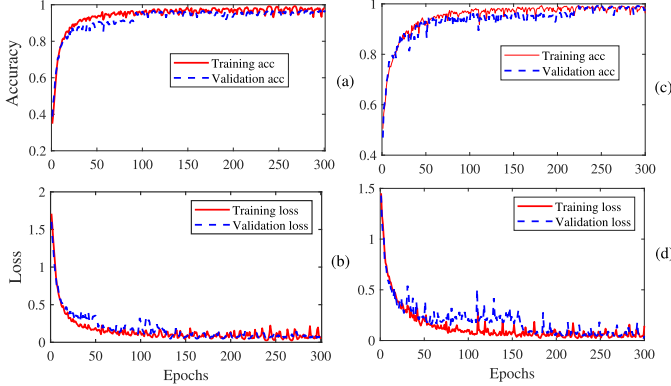 1
0.8
0.6
0.4
0.2
Accuracy
Training acc
Validation acc
0 50 100 150 200 250 300
(a)
1
0.8
0.6
0.4
Training acc
Validation acc
0 50 100 150 200 250 300
(c)
2
1.5
1
0.5
0
Loss
Training loss
Validation loss
0 50 100 150 200 250 300
Epochs
(b)
1.5
1
0.5
0
Training loss
Validation loss
0 50 100 150 200 250 300
Epochs
(d)